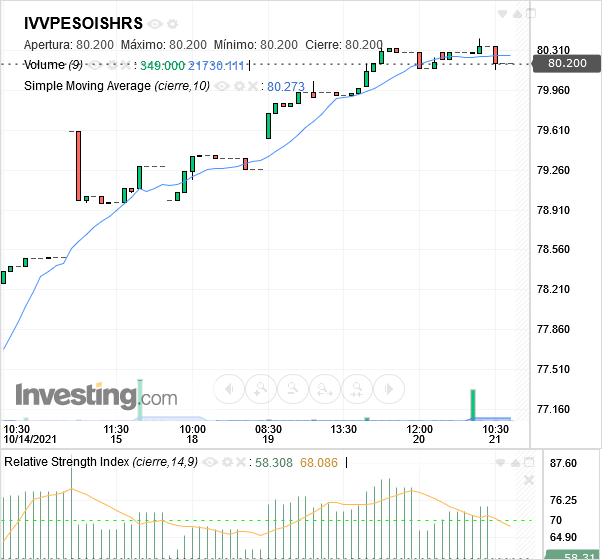 IVVPESOISHRS
Apertura: 80.200 Máximo: 80.200 Mínimo: 80.200 Cierre: 80.200
Volume (9) : 349.000 21730.111
Simple Moving Average (cierre,10) : 80.273
80.310
80.200
79.960
79.610
79.260
78.910
78.560
78.210
77.860
77.510
77.160
Investing.com
10:30 11:30 10:00 08:30 13:30 12:00 10:30
10/14/2021 15 18 19 20 21
Relative Strength Index (cierre,14,9) : 58.308 68.086
87.60
76.25
70
64.90
58.31